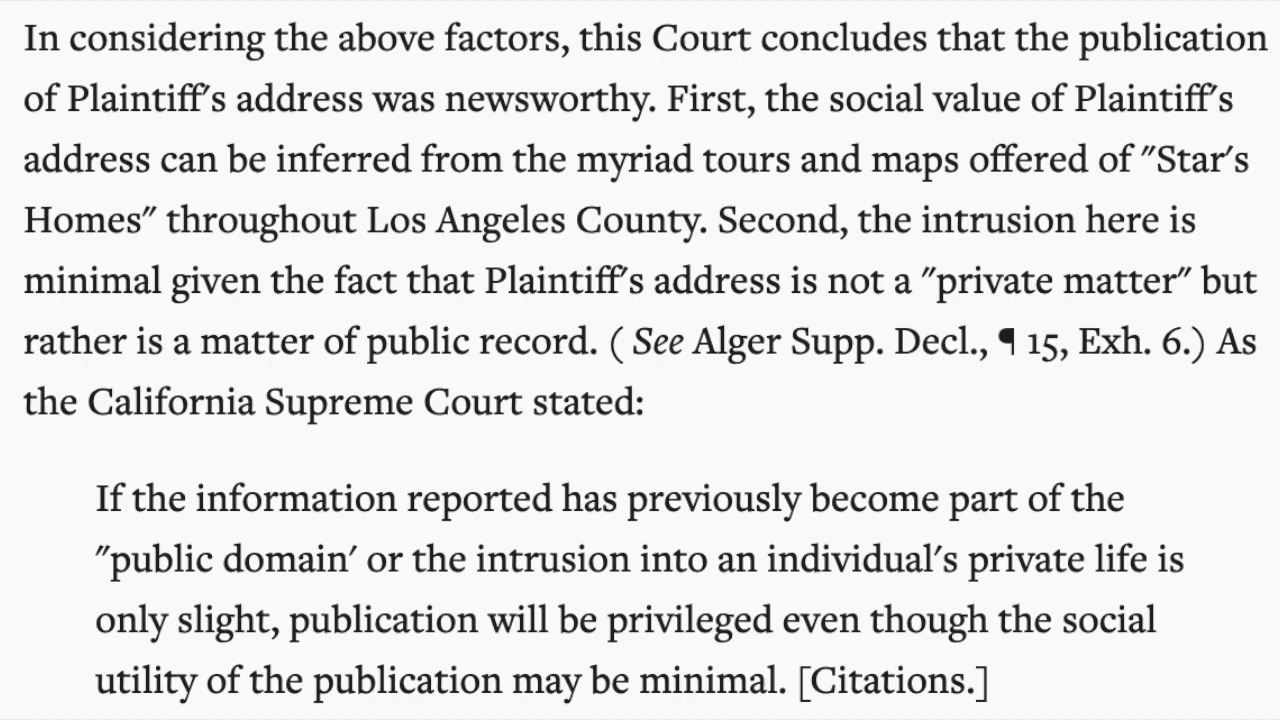 In considering the above factors, this Court concludes that the publication
of Plaintiff's address was newsworthy. First, the social value of Plaintiff's
address can be inferred from the myriad tours and maps offered of "Star's
Homes" throughout Los Angeles County. Second, the intrusion here is
minimal given the fact that Plaintiff's address is not a "private matter" but
rather is a matter of public record. ( See Alger Supp. Decl., ¶ 15, Exh. 6.) As
the California Supreme Court stated:
If the information reported has previously become part of the
"public domain' or the intrusion into an individual's private life is
only slight, publication will be privileged even though the social
utility of the publication may be minimal. [Citations.]